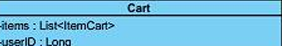 Cart
-items : List<ItemCart>
-userID : Long